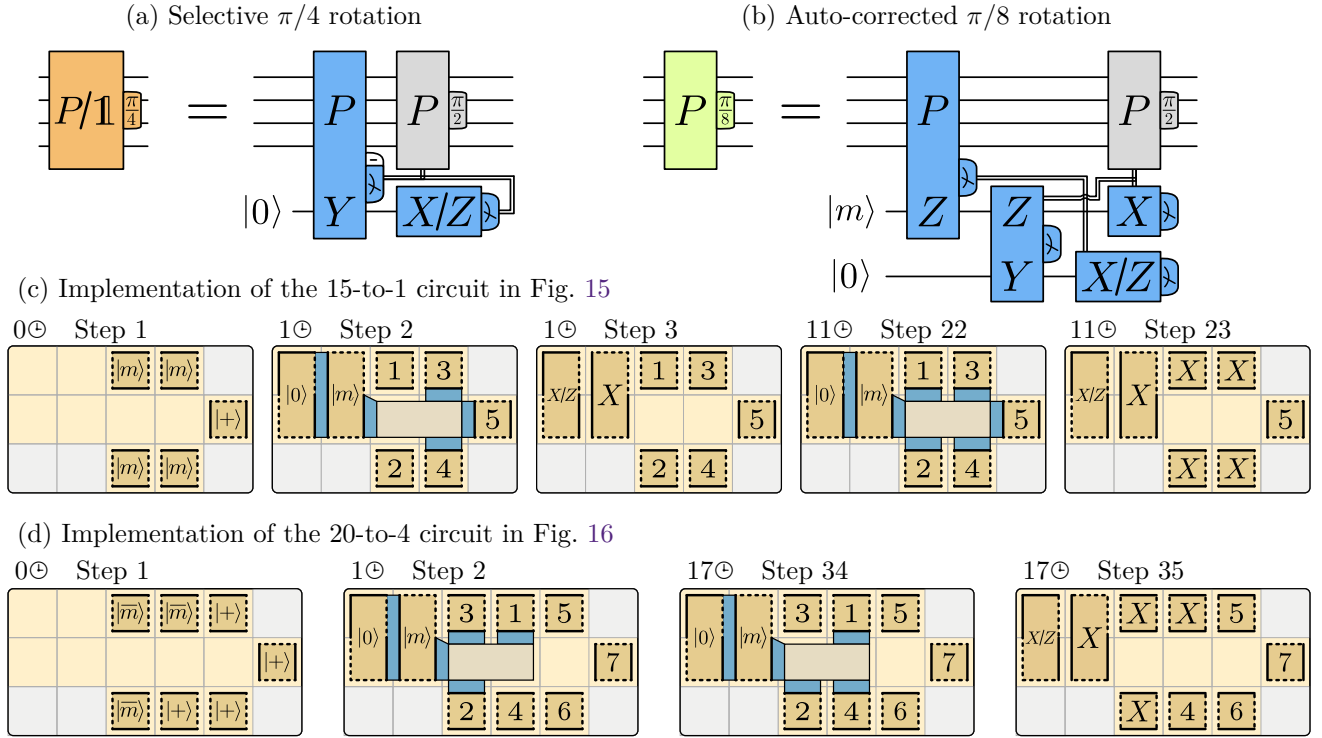 (a) Selective π/4 rotation
P/𝟙 π/4 = P P π/2
-
|0⟩ Y X/Z
(b) Auto-corrected π/8 rotation
P π/8 = P P π/2
|m⟩ Z Z X
|0⟩ Y X/Z
(c) Implementation of the 15-to-1 circuit in Fig. 15
0 Step 1 1 Step 2 1 Step 3 11 Step 22 11 Step 23
|m⟩ |m⟩ 1 3 1 3 1 3 X X
|+⟩ |0⟩ |m⟩ 5 X/Z X 5 |0⟩ |m⟩ 5 X/Z X 5
|m⟩ |m⟩ 2 4 2 4 2 4 X X
(d) Implementation of the 20-to-4 circuit in Fig. 16
0 Step 1 1 Step 2 17 Step 34 17 Step 35
|m̅⟩ |m̅⟩ |+⟩ 3 1 5 3 1 5 X X 5
|+⟩ |0⟩ |m⟩ 7 |0⟩ |m⟩ 7 X/Z X 7
|m̅⟩ |+⟩ |+⟩ 2 4 6 2 4 6 X 4 6